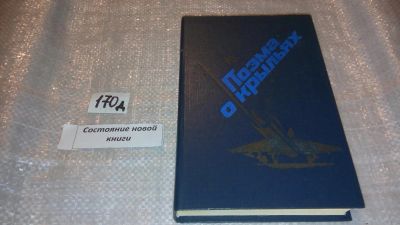 Поэма
о крыльях
170д
Состояние новой
книги